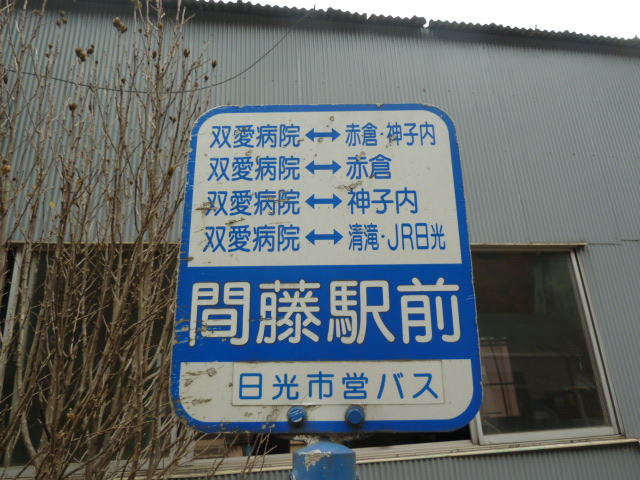 双愛病院↔赤倉・神子内
双愛病院↔赤倉
双愛病院↔神子内
双愛病院↔清滝・JR日光
間藤駅前
日光市営バス